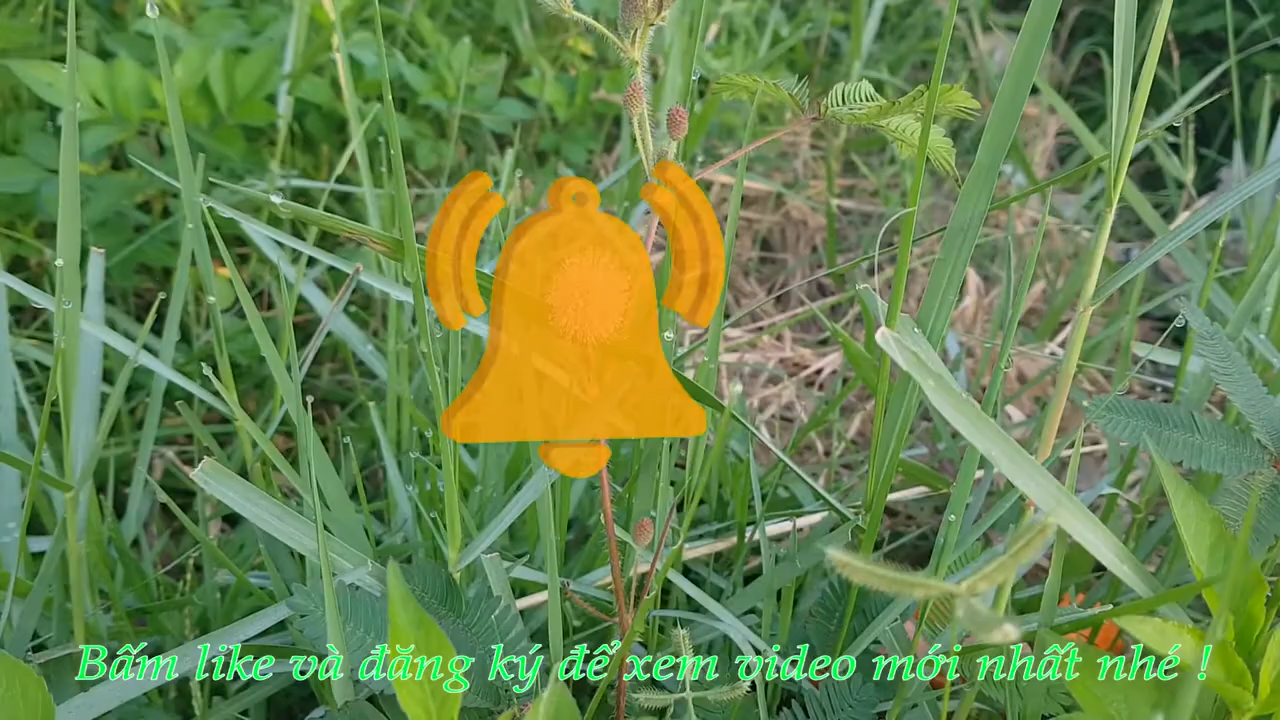 Bấm like và đăng ký để xem video mới nhất nhé !